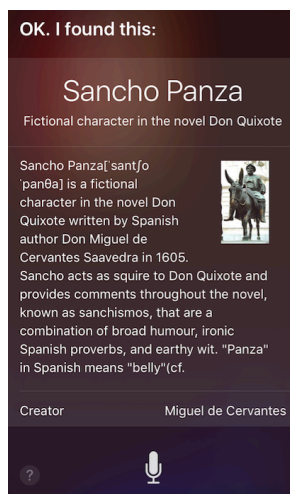 OK. I found this:
Sancho Panza
Fictional character in the novel Don Quixote
Sancho Panza[ˈsantʃo
ˈpanθa] is a fictional
character in the novel Don
Quixote written by Spanish
author Don Miguel de
Cervantes Saavedra in 1605.
Sancho acts as squire to Don Quixote and
provides comments throughout the novel,
known as sanchismos, that are a
combination of broad humour, ironic
Spanish proverbs, and earthy wit. "Panza"
in Spanish means "belly"(cf.
Creator Miguel de Cervantes
?